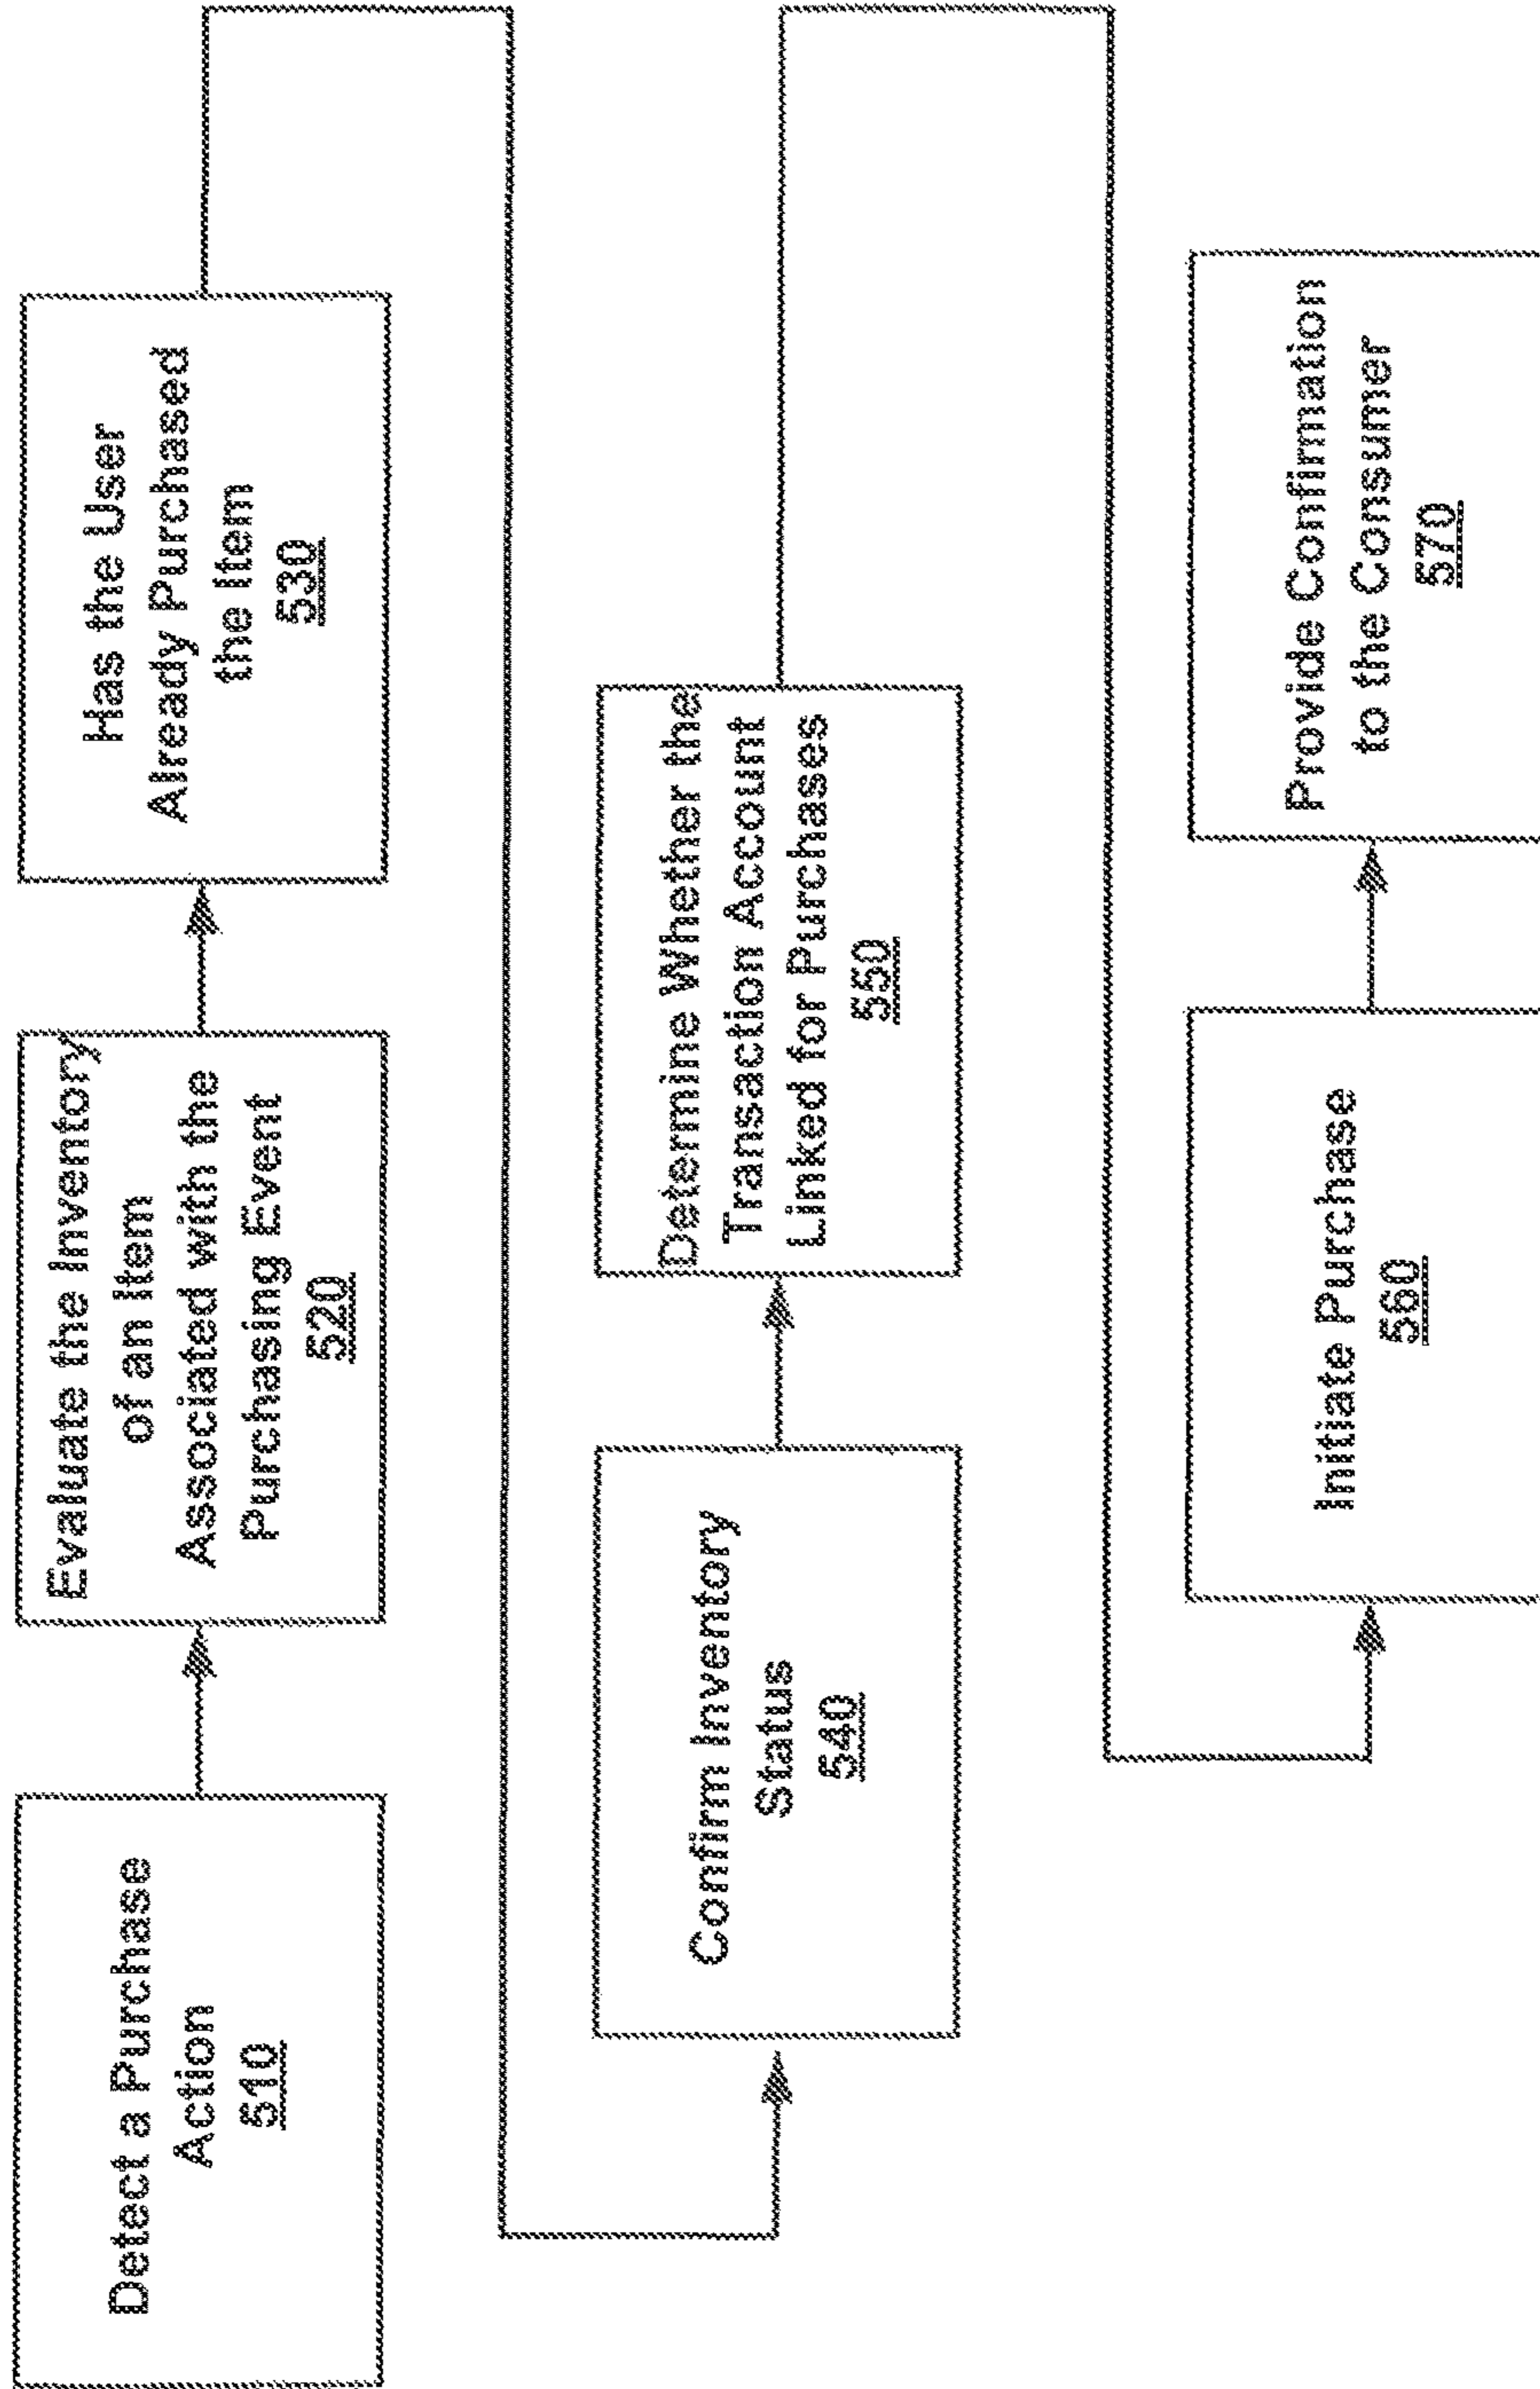 Detect a Purchase
Action
510
Evaluate the Inventory
of an Item
Associated with the
Purchasing Event
520
Has the User
Already Purchased
the Item
530
Confirm Inventory
Status
540
Determine Whether the
Transaction Account
Linked for Purchases
550
Initiate Purchase
560
Provide Confirmation
to the Consumer
570